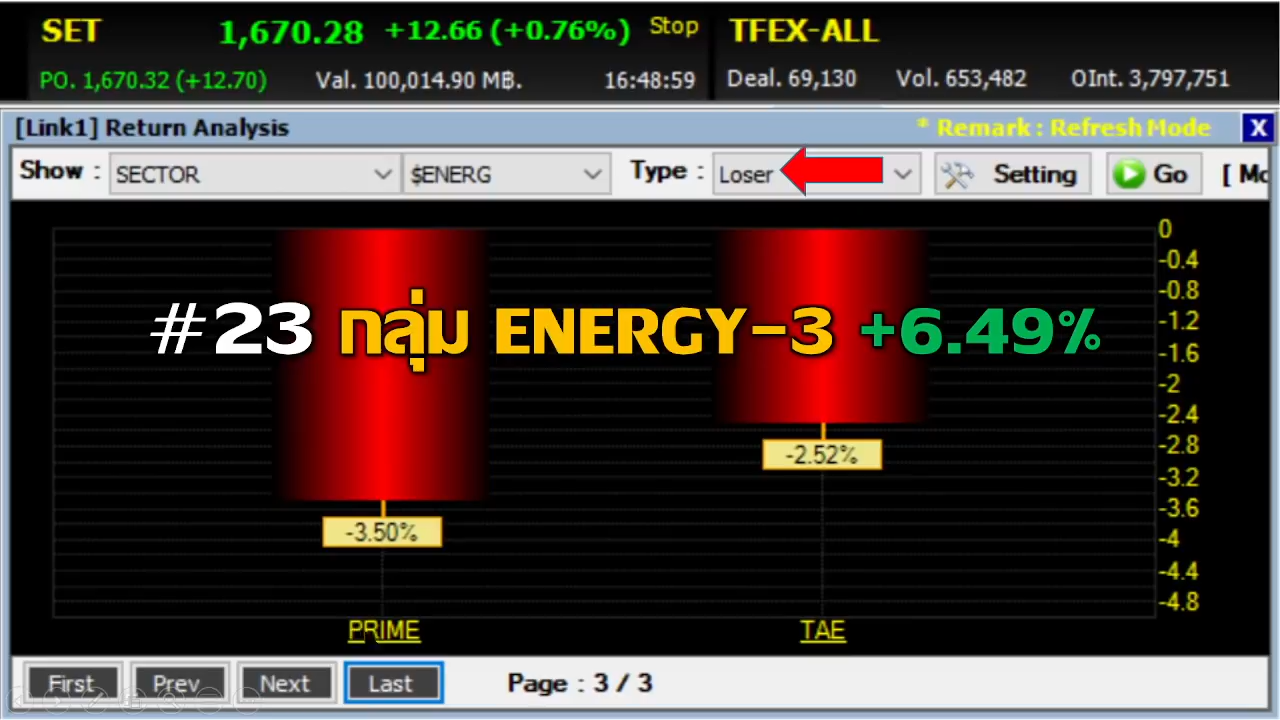 SET 1,670.28 +12.66 (+0.76%) Stop TFEX-ALL
PO. 1,670.32 (+12.70) Val. 100,014.90 M฿. 16:48:59 Deal. 69,130 Vol. 653,482 OInt. 3,797,751
[Link1] Return Analysis * Remark : Refresh Mode X
Show : SECTOR $ENERG Type : Loser Setting Go [ Mo
0
-0.4
-0.8
-1.2
-1.6
-2
-2.4
-2.8
-3.2
-3.6
-4
-4.4
-4.8
#23 กลุ่ม ENERGY-3 +6.49%
-2.52%
-3.50%
PRIME TAE
First Prev Next Last Page : 3 / 3